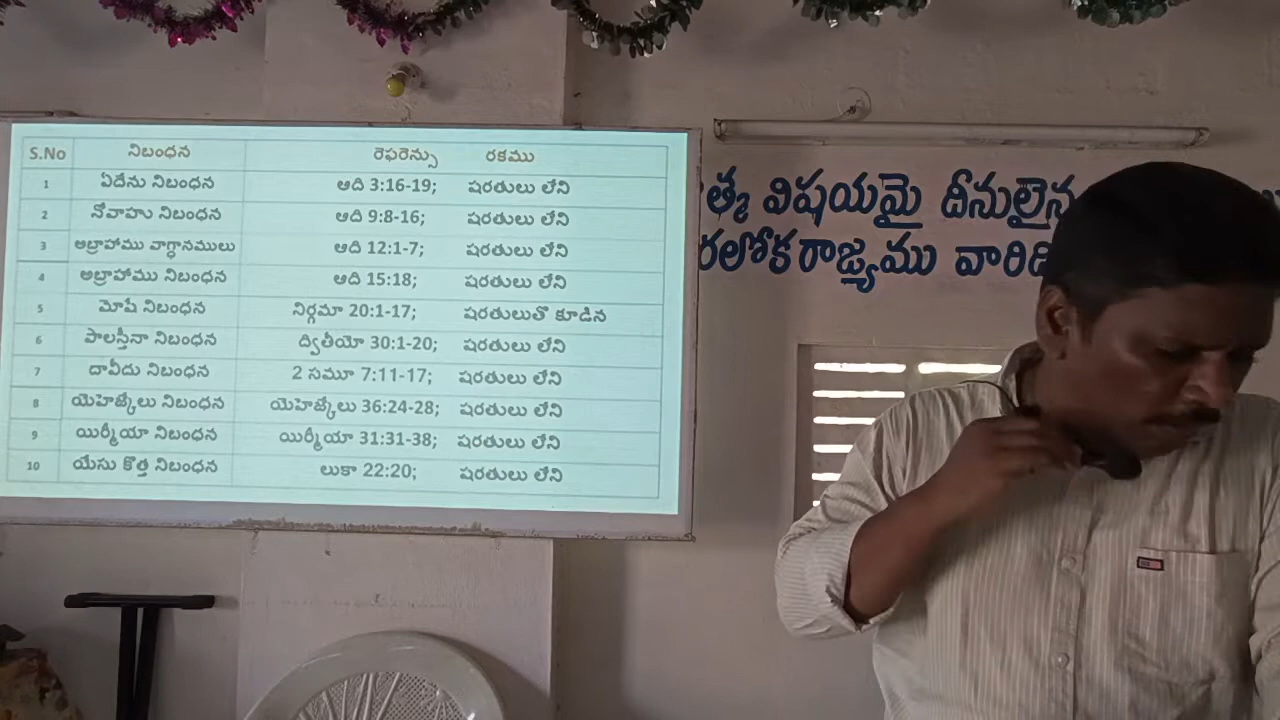 S.No నిబంధన రెఫరెన్సు రకము
1 ఏదేను నిబంధన ఆది 3:16-19; షరతులు లేని
2 నోవాహు నిబంధన ఆది 9:8-16; షరతులు లేని
3 అబ్రాహాము వాగ్ధానములు ఆది 12:1-7; షరతులు లేని
4 అబ్రాహాము నిబంధన ఆది 15:18; షరతులు లేని
5 మోషే నిబంధన నిర్గమా 20:1-17; షరతులుతొ కూడిన
6 పాలస్తీనా నిబంధన ద్వితీయో 30:1-20; షరతులు లేని
7 దావీదు నిబంధన 2 సమూ 7:11-17; షరతులు లేని
8 యెహెజ్కేలు నిబంధన యెహెజ్కేలు 36:24-28; షరతులు లేని
9 యిర్మీయా నిబంధన యిర్మీయా 31:31-38; షరతులు లేని
10 యేసు కొత్త నిబంధన లుకా 22:20; షరతులు లేని
త్మ విషయమై దీనులైన
రలోక రాజ్యము వారిది